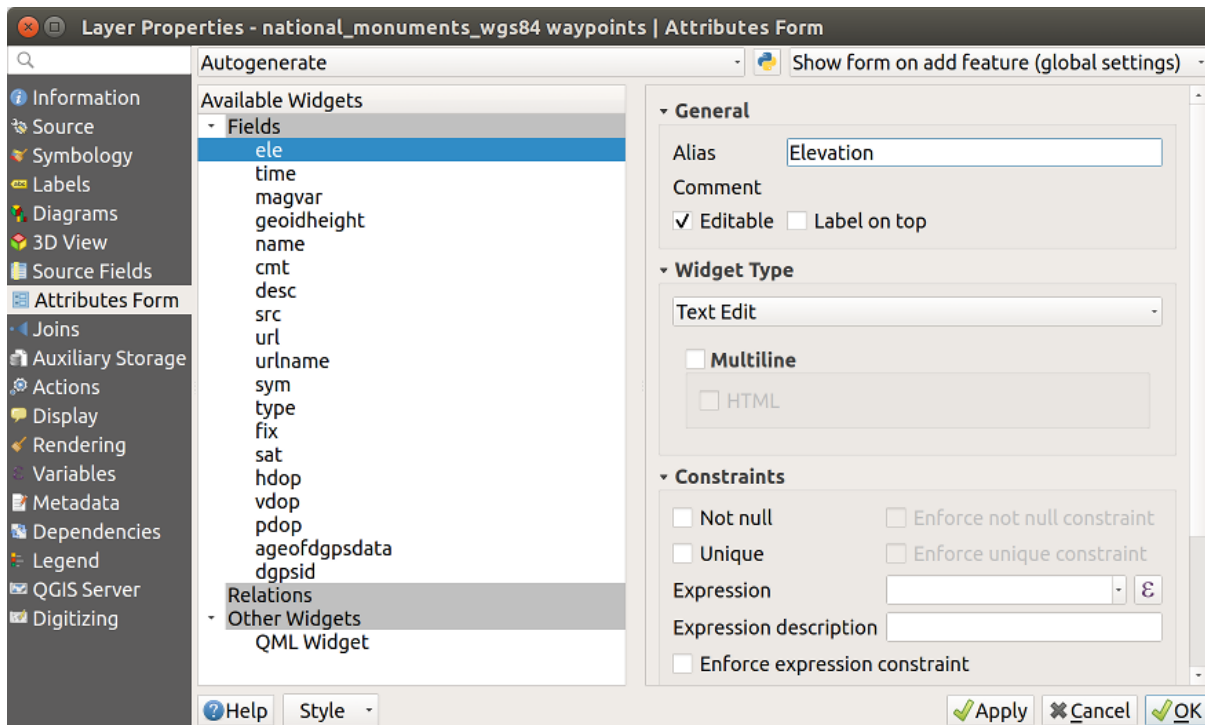 Layer Properties - national_monuments_wgs84 waypoints | Attributes Form
Autogenerate
Show form on add feature (global settings)
Information
Source
Symbology
abc
Labels
Diagrams
3D View
Source Fields
Attributes Form
Joins
Auxiliary Storage
Actions
Display
Rendering
Variables
Metadata
Dependencies
Legend
QGIS Server
Digitizing
Available Widgets
Fields
ele
time
magvar
geoidheight
name
cmt
desc
src
url
urlname
sym
type
fix
sat
hdop
vdop
pdop
ageofdgpsdata
dgpsid
Relations
Other Widgets
QML Widget
General
Alias Elevation
Comment
Editable Label on top
Widget Type
Text Edit
Multiline
HTML
Constraints
Not null Enforce not null constraint
Unique Enforce unique constraint
Expression ε
Expression description
Enforce expression constraint
Help Style Apply Cancel OK